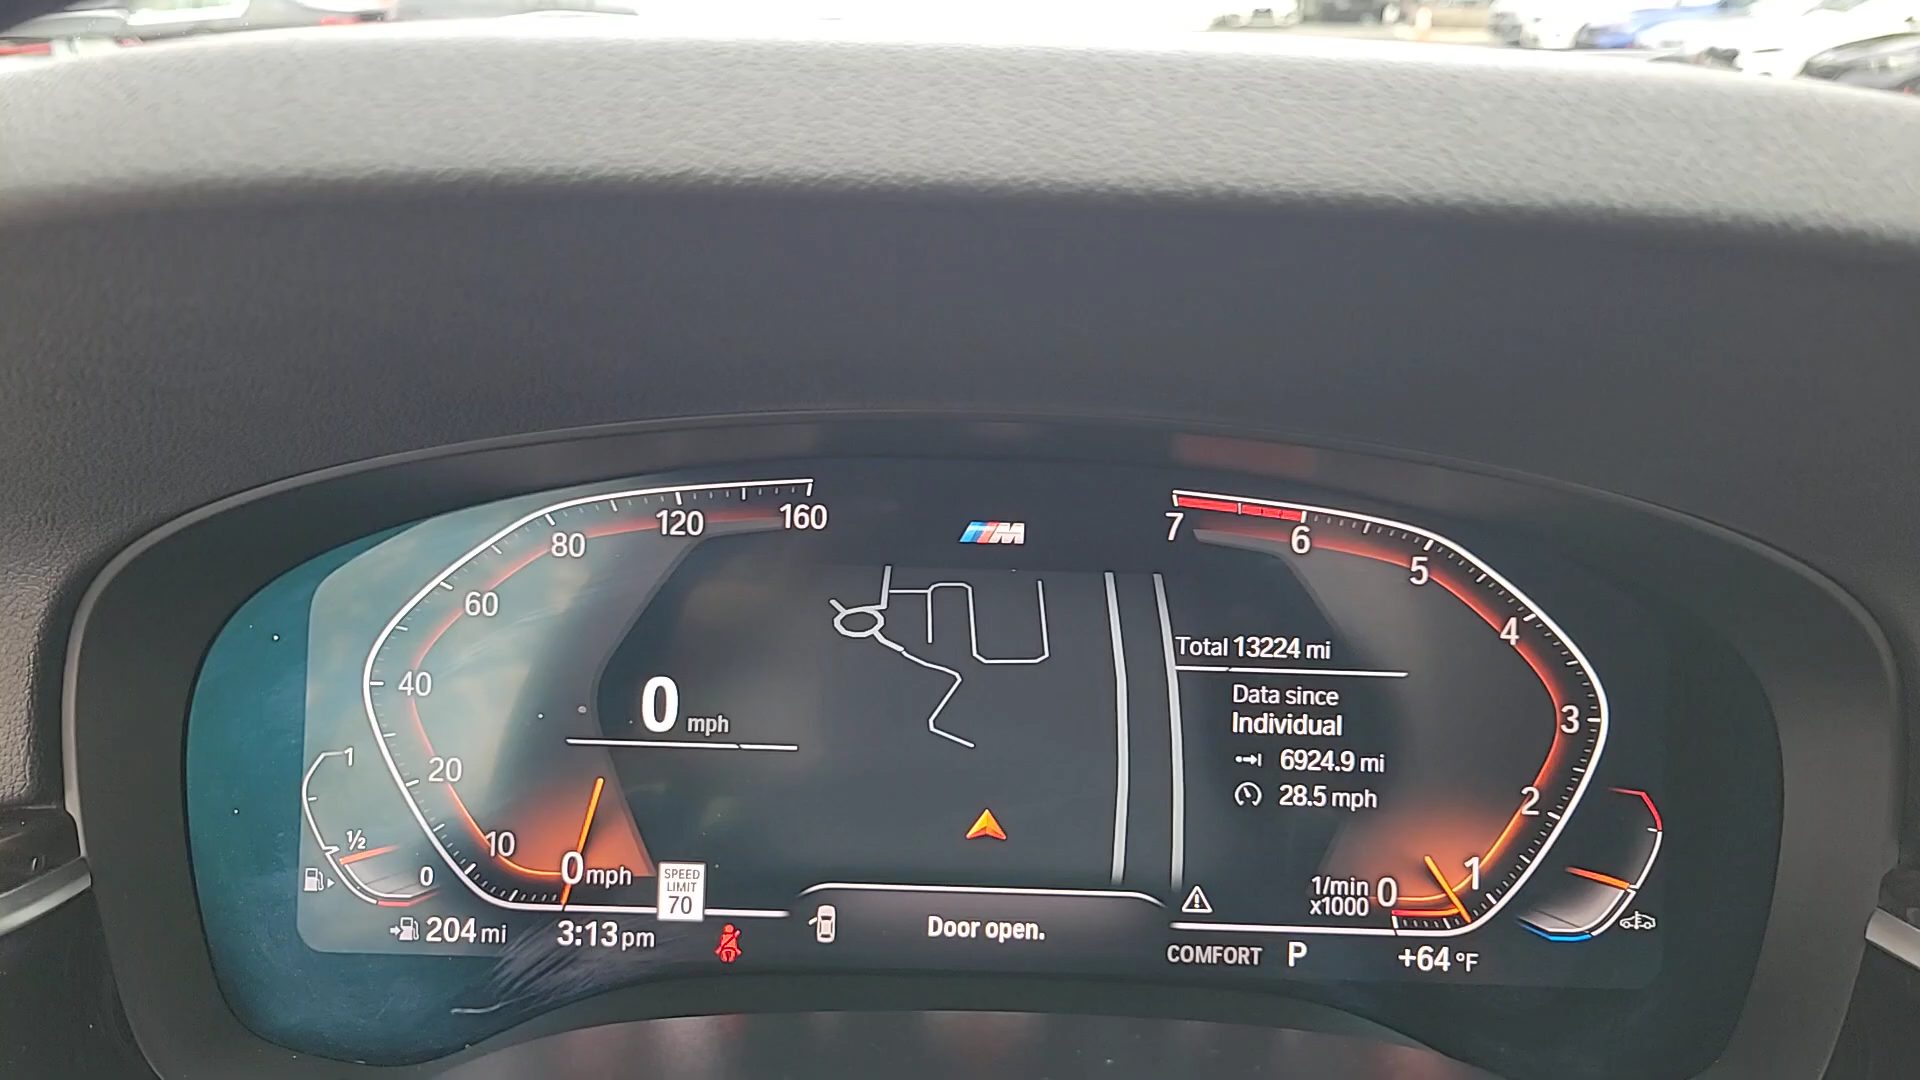 160
120
80
60
40
20
10
0 mph
0 mph
1
1/2
0
204 mi
3:13 pm
SPEED
LIMIT
70
M
Door open.
7
6
5
4
3
2
1
0
1/min
x1000
Total 13224 mi
Data since
Individual
6924.9 mi
28.5 mph
COMFORT P
+64 °F